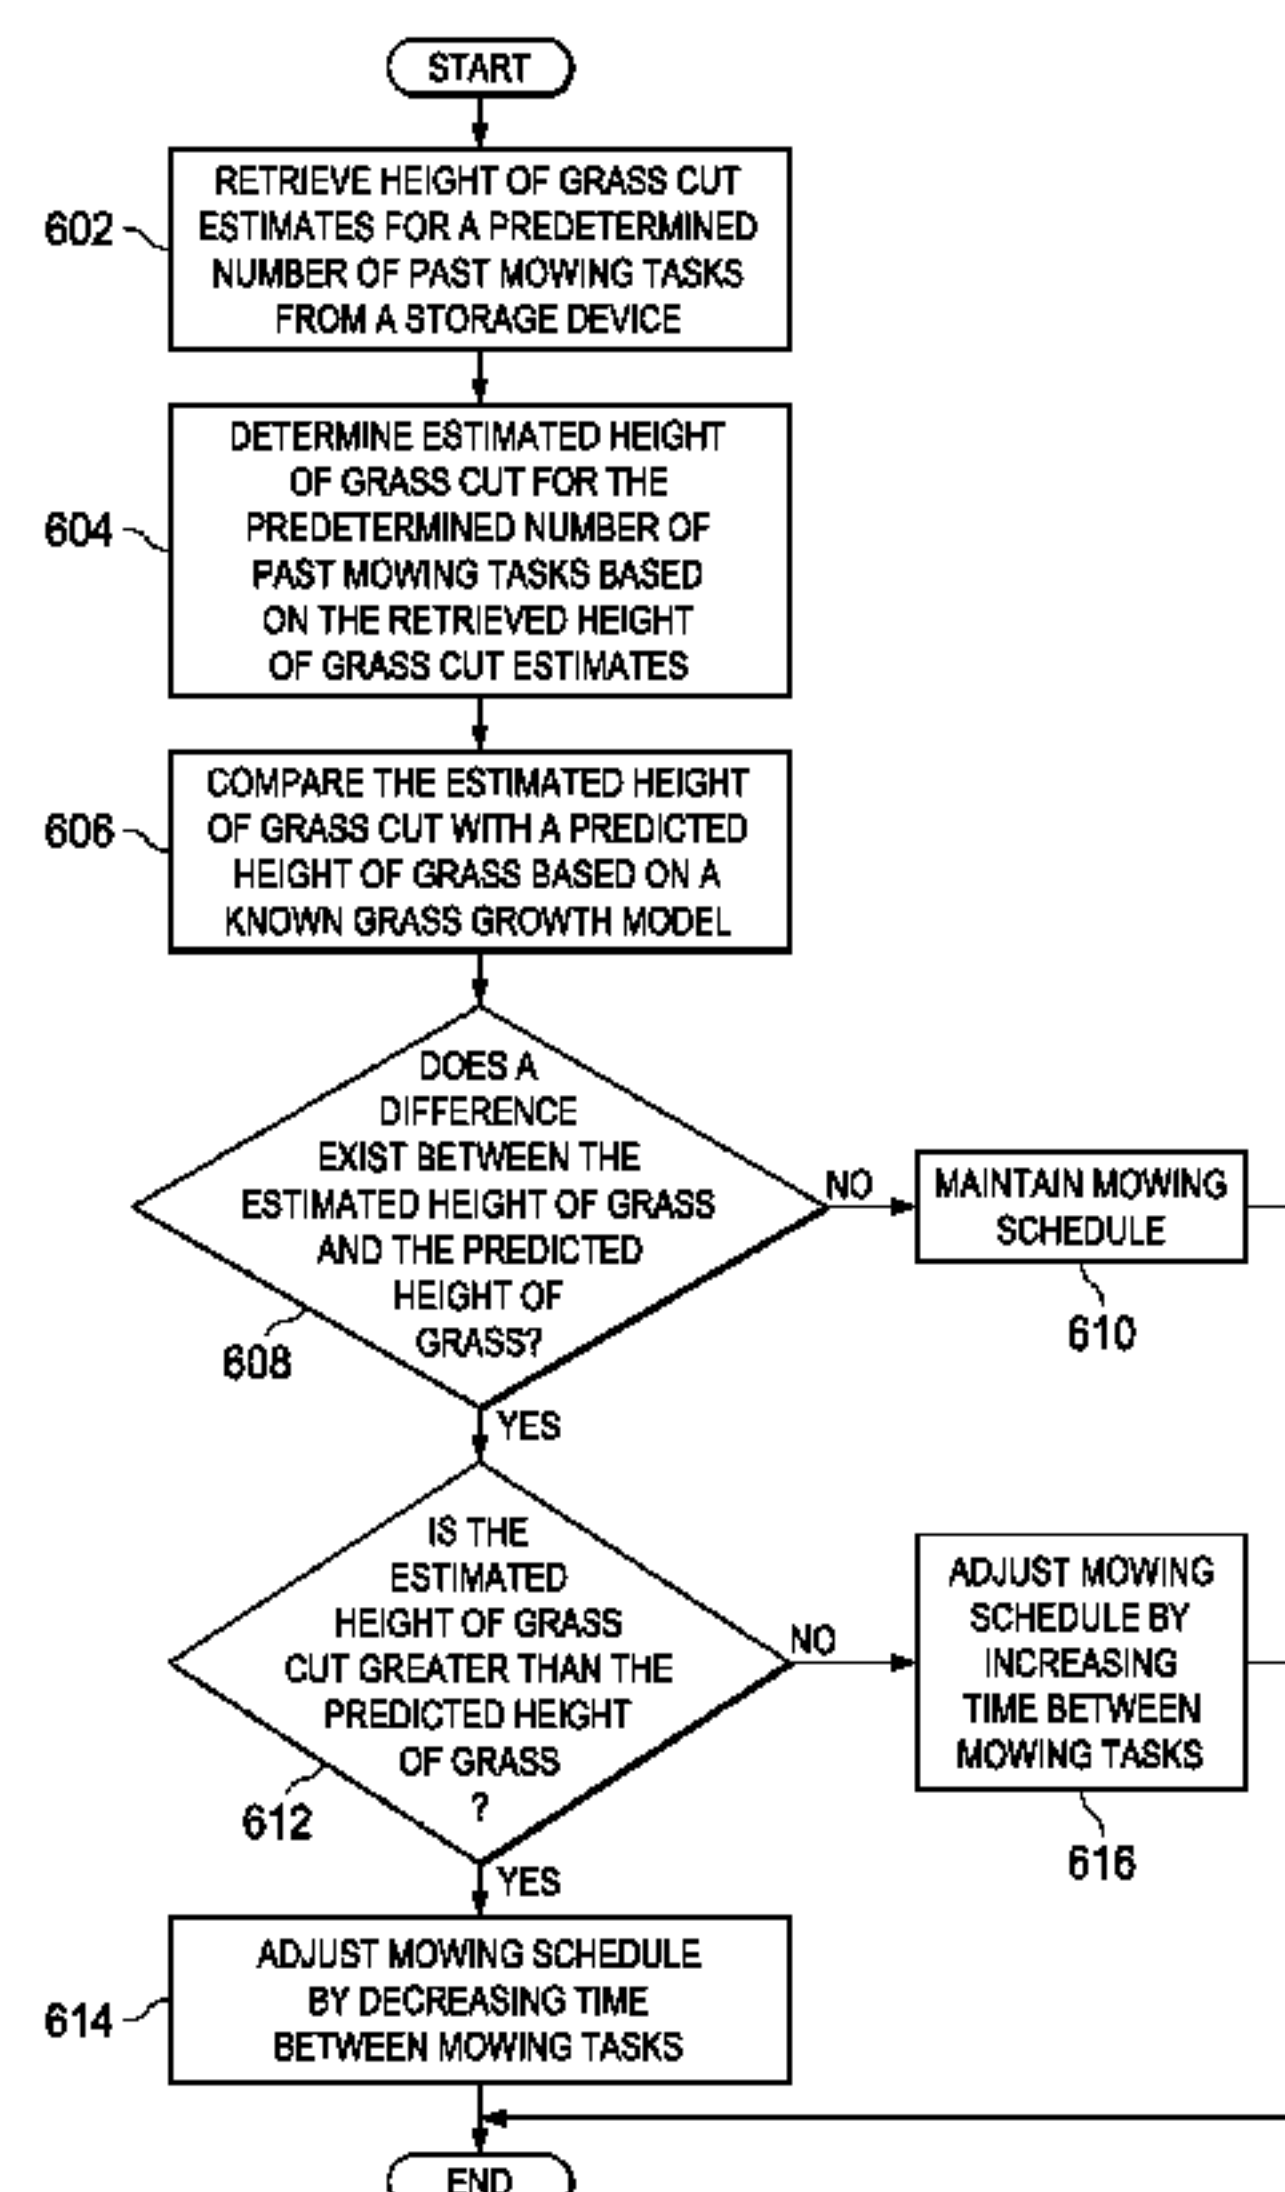 START
RETRIEVE HEIGHT OF GRASS CUT
ESTIMATES FOR A PREDETERMINED
NUMBER OF PAST MOWING TASKS
FROM A STORAGE DEVICE
602
DETERMINE ESTIMATED HEIGHT
OF GRASS CUT FOR THE
PREDETERMINED NUMBER OF
PAST MOWING TASKS BASED
ON THE RETRIEVED HEIGHT
OF GRASS CUT ESTIMATES
604
COMPARE THE ESTIMATED HEIGHT
OF GRASS CUT WITH A PREDICTED
HEIGHT OF GRASS BASED ON A
KNOWN GRASS GROWTH MODEL
606
DOES A
DIFFERENCE
EXIST BETWEEN THE
ESTIMATED HEIGHT OF GRASS
AND THE PREDICTED
HEIGHT OF
GRASS?
608
NO
MAINTAIN MOWING
SCHEDULE
610
YES
IS THE
ESTIMATED
HEIGHT OF GRASS
CUT GREATER THAN THE
PREDICTED HEIGHT
OF GRASS
?
612
NO
ADJUST MOWING
SCHEDULE BY
INCREASING
TIME BETWEEN
MOWING TASKS
616
YES
ADJUST MOWING SCHEDULE
BY DECREASING TIME
BETWEEN MOWING TASKS
614
END